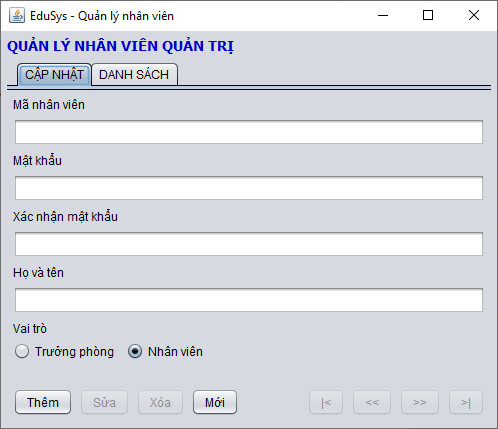 EduSys - Quản lý nhân viên
QUẢN LÝ NHÂN VIÊN QUẢN TRỊ
CẬP NHẬT DANH SÁCH
Mã nhân viên
Mật khẩu
Xác nhận mật khẩu
Họ và tên
Vai trò
Trưởng phòng Nhân viên
Thêm Sửa Xóa Mới |< << >> >|